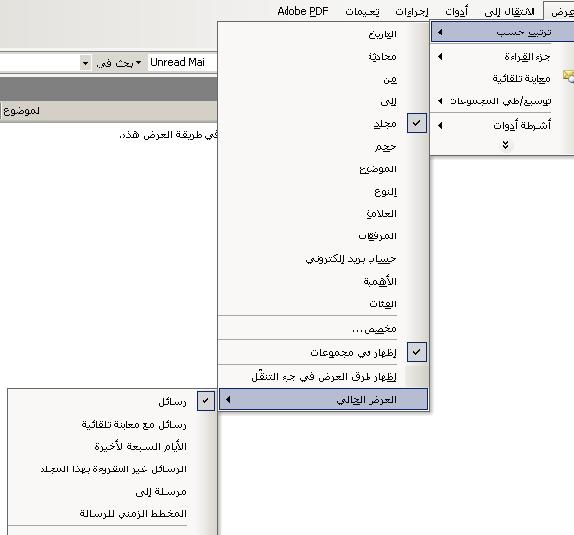 عرض الانتقال إلى أدوات إجراءات تعليمات Adobe PDF
ترتيب حسب
جزء القراءة
معاينة تلقائية
توسيع/طي المجموعات
أشرطة أدوات
التاريخ
محادثة
من
إلى
مجلد
حجم
الموضوع
النوع
العلامة
المرفقات
حساب بريد إلكتروني
الأهمية
الفئات
مخصص...
إظهار في مجموعات
إظهار طرق العرض في جزء التنقل
العرض الحالي
رسائل
رسائل مع معاينة تلقائية
الأيام السبعة لأخيرة
الرسائل غير المقروءة بهذا المجلد
مرسلة إلى
المخطط الزمني للرسالة
بحث في: Unread Mai
لموضوع
في طريقة العرض هذه.